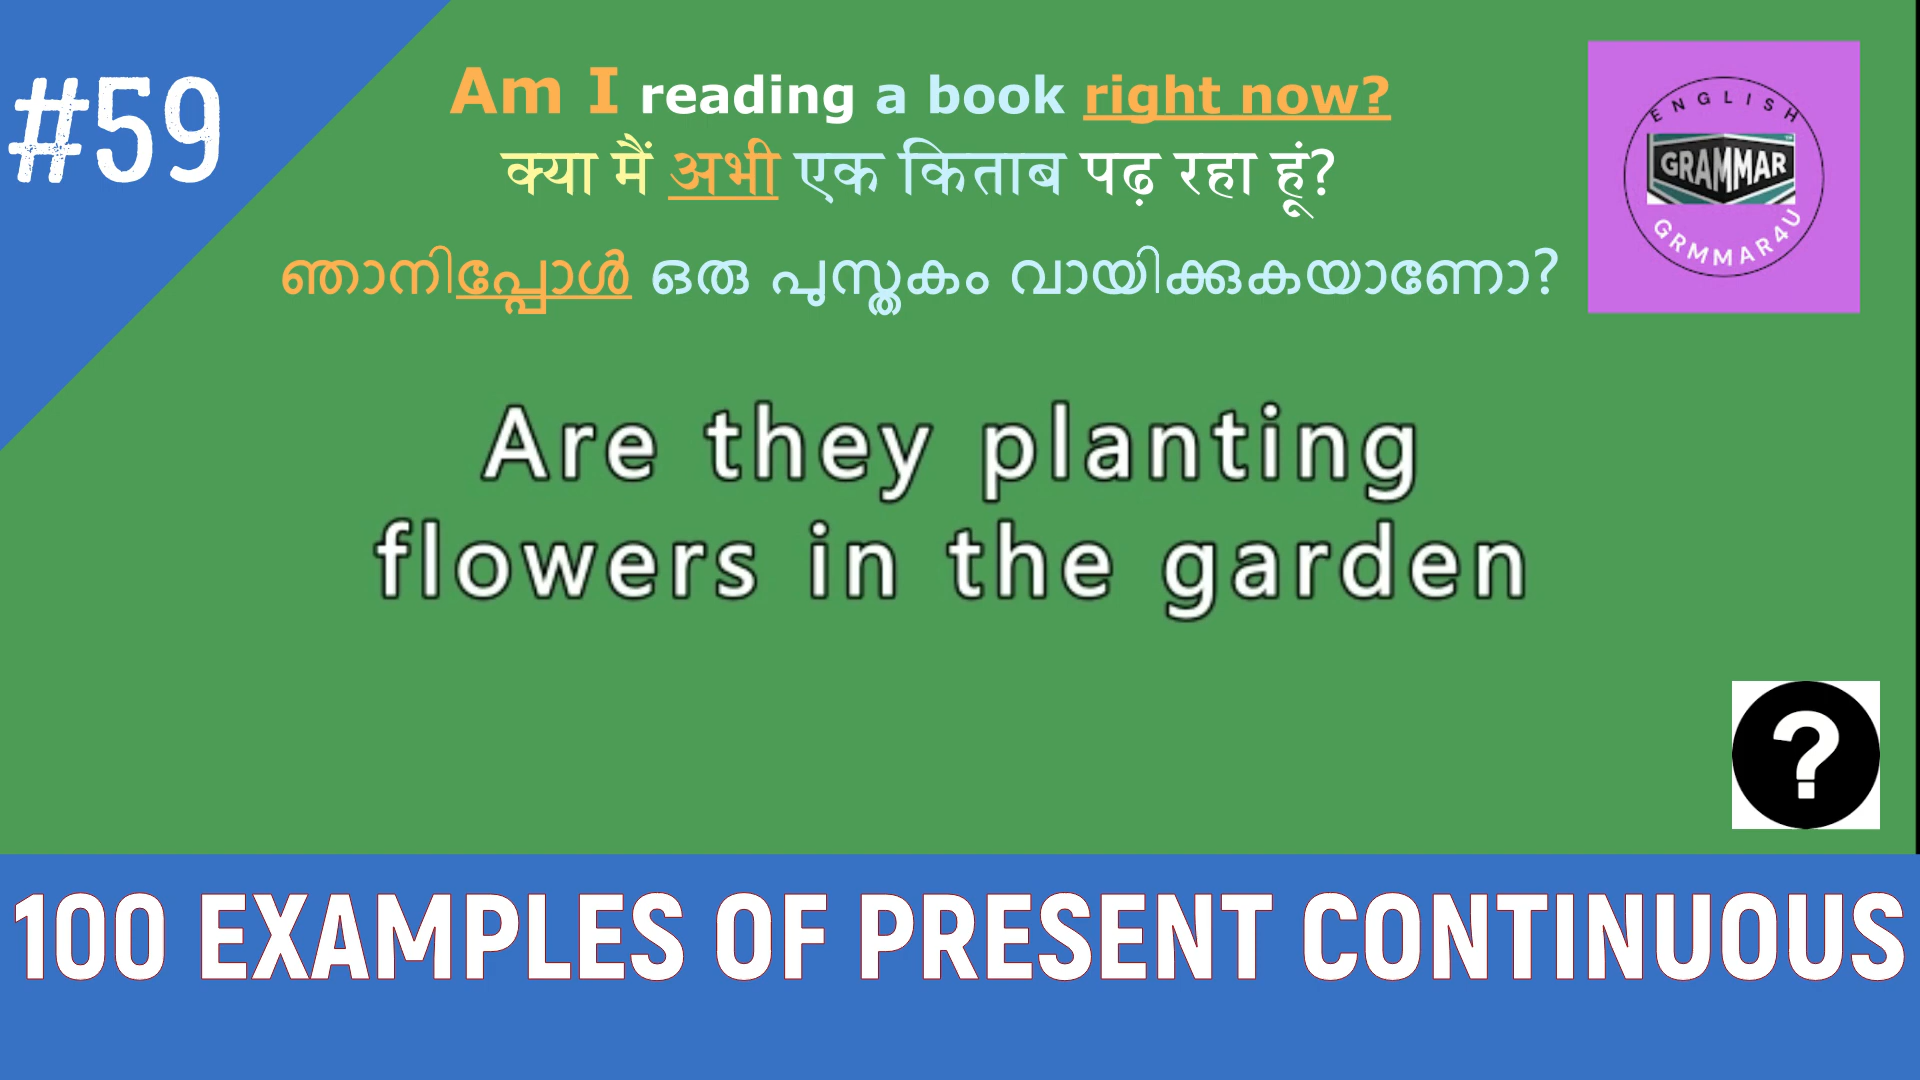 #59
Am I reading a book right now?
क्या मैं अभी एक किताब पढ़ रहा हूं?
ഞാനിപ്പോൾ ഒരു പുസ്തകം വായിക്കുകയാണോ?
ENGLISH
GRAMMAR
GRMMAR4U
Are they planting
flowers in the garden
?
100 EXAMPLES OF PRESENT CONTINUOUS